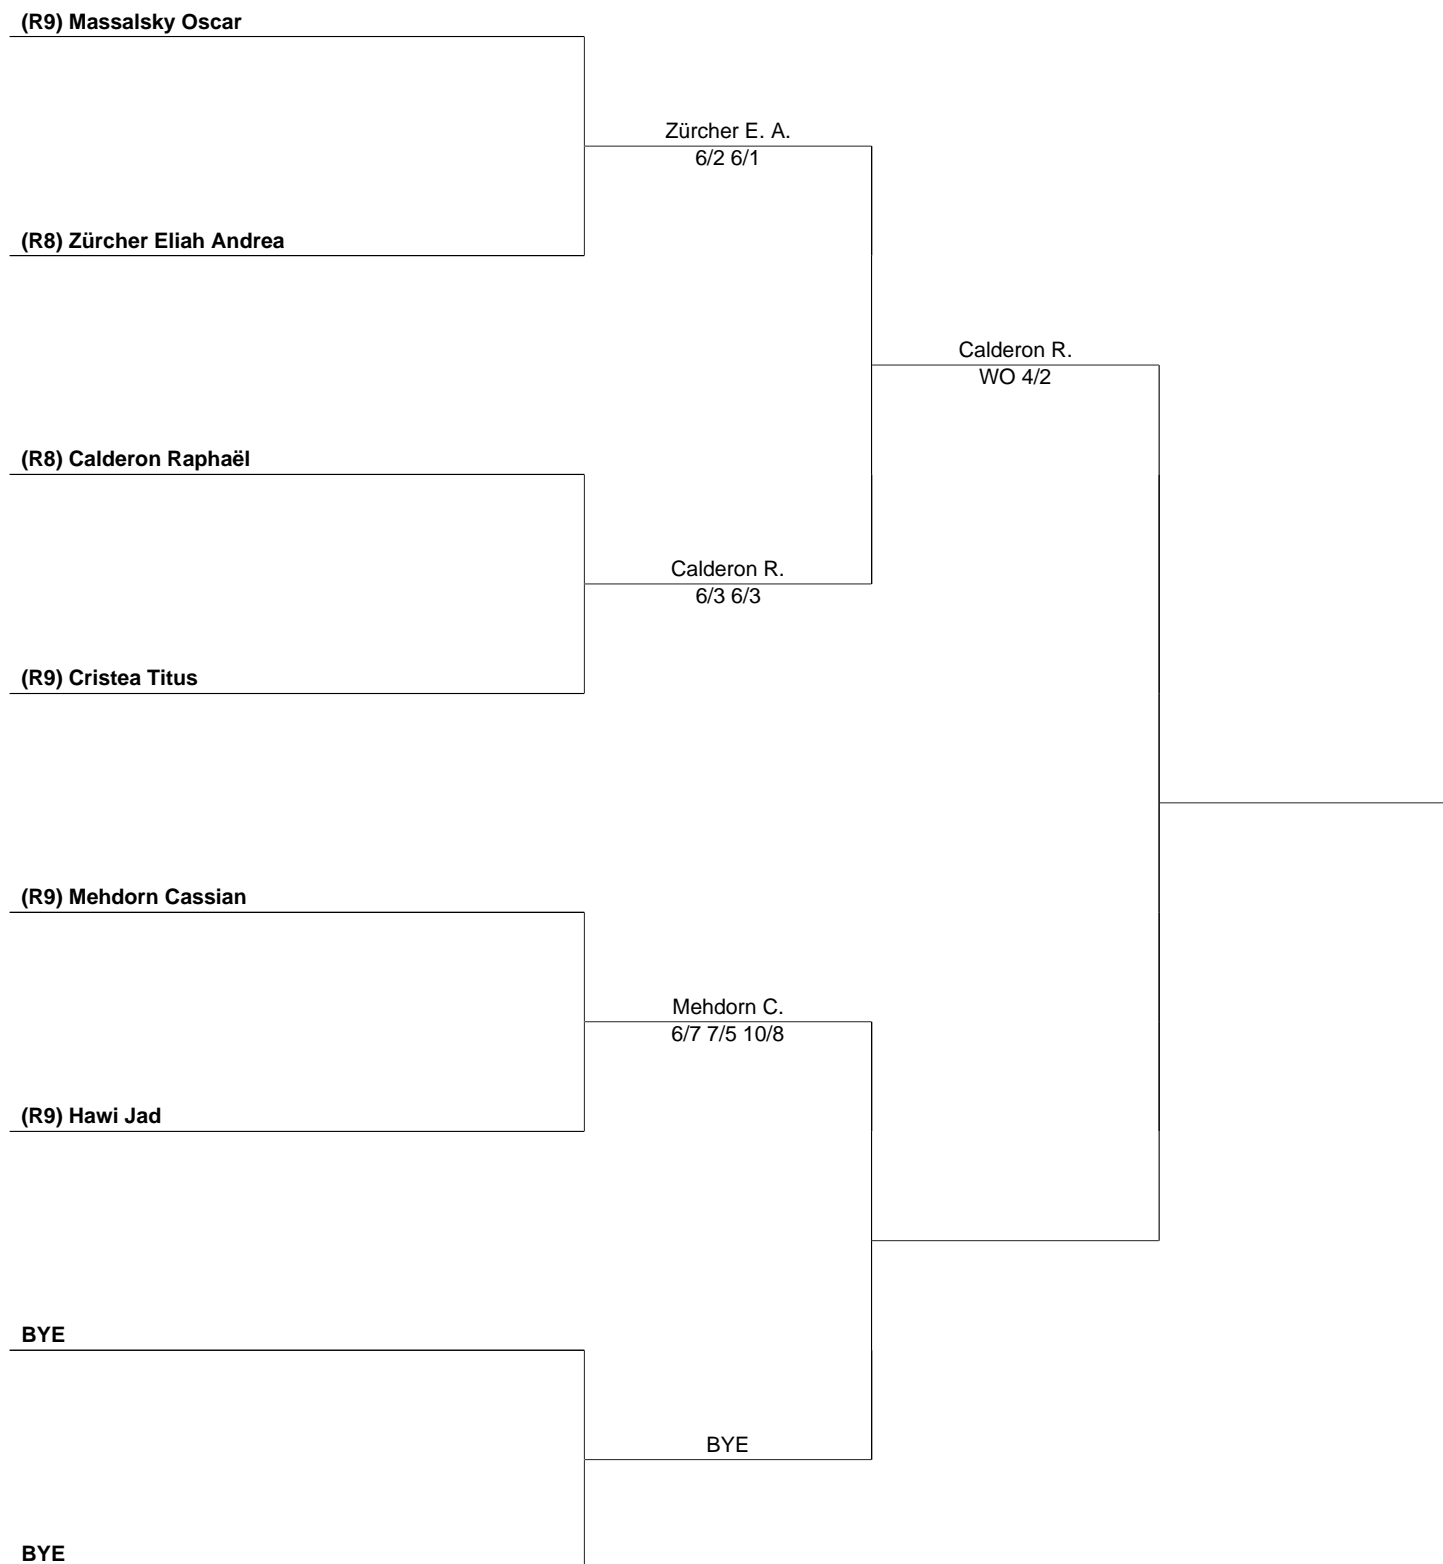 (R9) Massalsky Oscar
Zürcher E. A.
6/2 6/1
(R8) Zürcher Eliah Andrea
Calderon R.
WO 4/2
(R8) Calderon Raphaël
Calderon R.
6/3 6/3
(R9) Cristea Titus
(R9) Mehdorn Cassian
Mehdorn C.
6/7 7/5 10/8
(R9) Hawi Jad
BYE
BYE
BYE